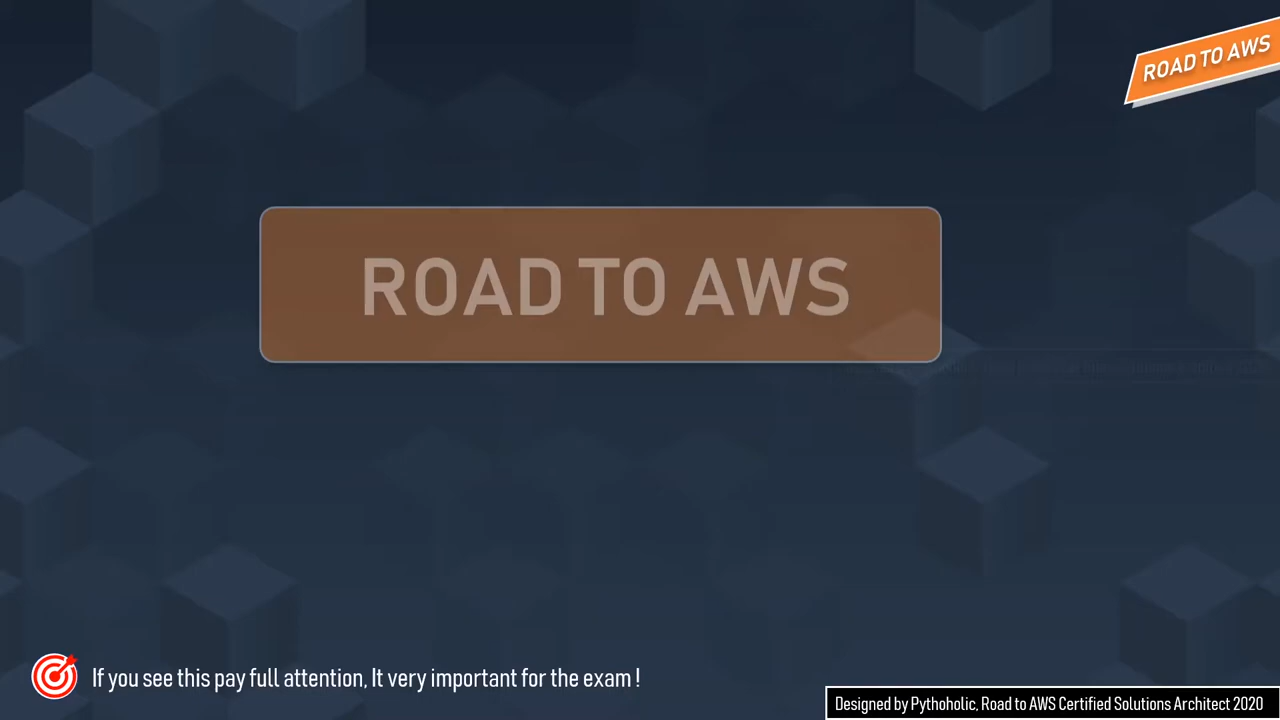 ROAD TO AWS
ROAD TO AWS
If you see this pay full attention, It very important for the exam !
Designed by Pythoholic, Road to AWS Certified Solutions Architect 2020